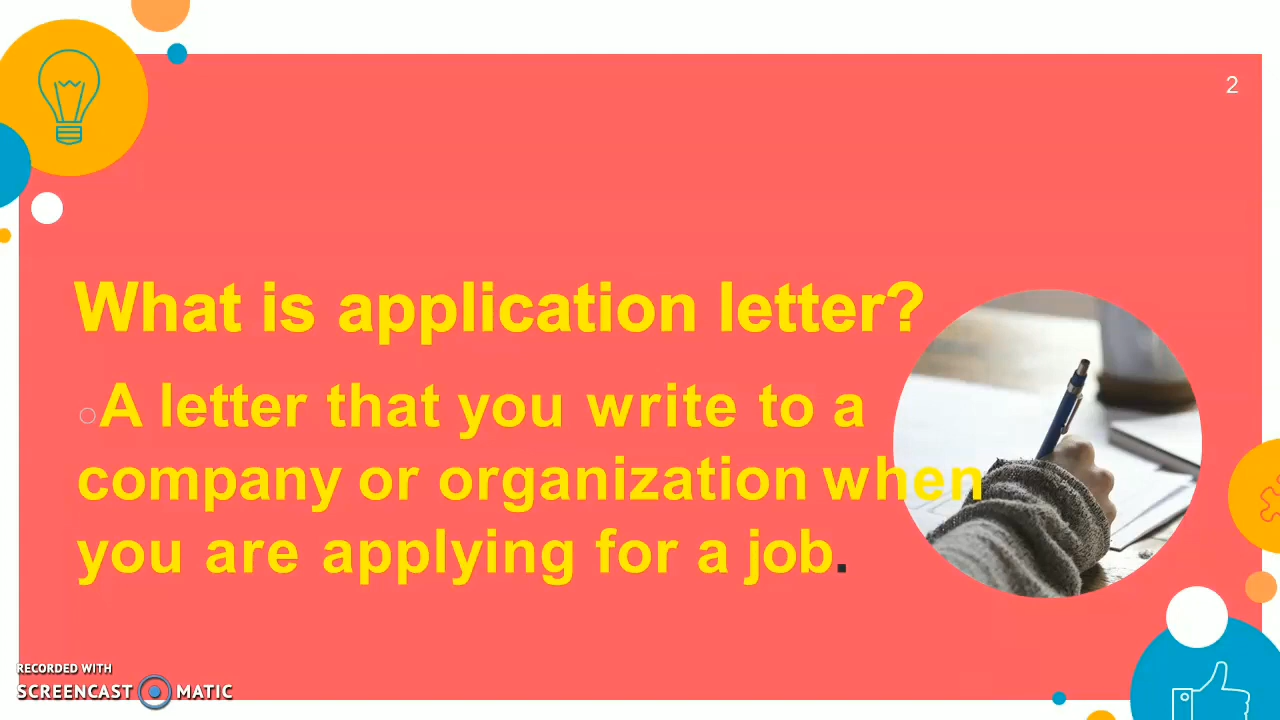 2
What is application letter?
A letter that you write to a
company or organization when
you are applying for a job.
RECORDED WITH
SCREENCAST MATIC